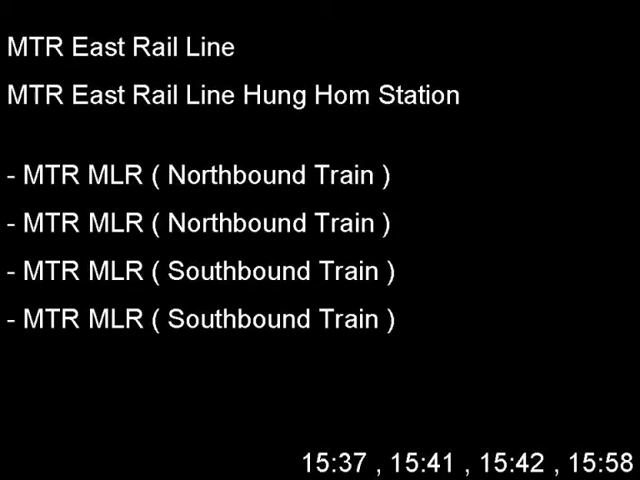 MTR East Rail Line
MTR East Rail Line Hung Hom Station
- MTR MLR ( Northbound Train )
- MTR MLR ( Northbound Train )
- MTR MLR ( Southbound Train )
- MTR MLR ( Southbound Train )
15:37 , 15:41 , 15:42 , 15:58